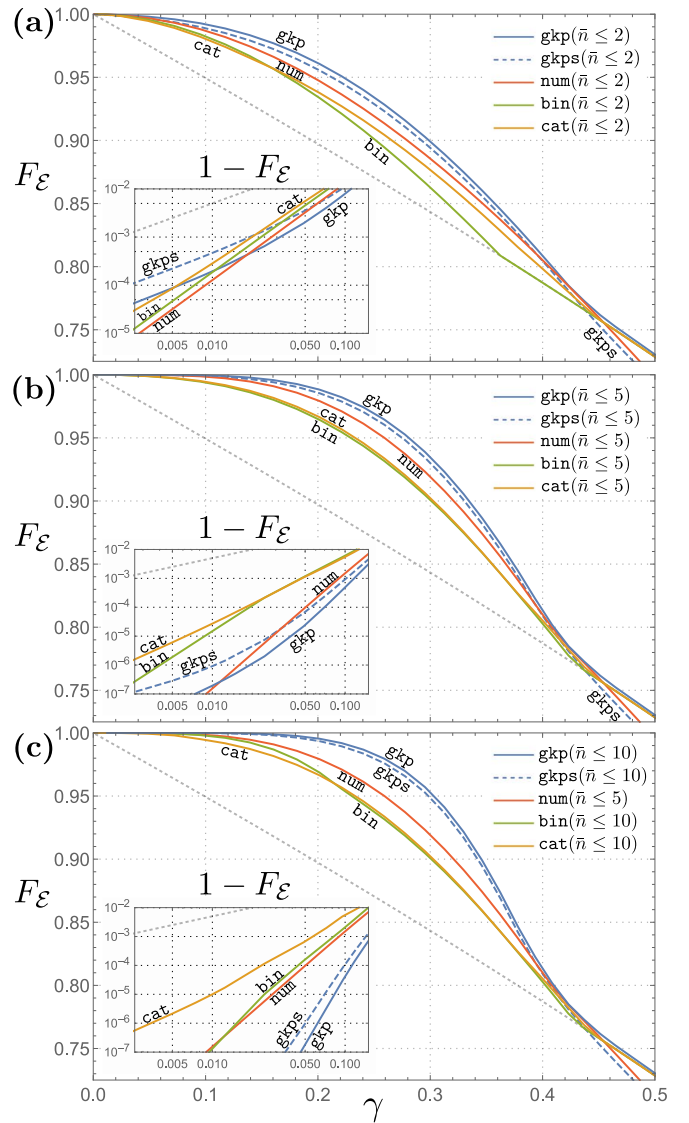 (a)
1.00
0.95
0.90
0.85
0.80
0.75
F_ℰ
gkp
cat
num
bin
gkps
gkp(n̄ ≤ 2)
gkps(n̄ ≤ 2)
num(n̄ ≤ 2)
bin(n̄ ≤ 2)
cat(n̄ ≤ 2)
1 − F_ℰ
10⁻²
10⁻³
10⁻⁴
10⁻⁵
cat
gkp
gkps
bin
num
0.005 0.010 0.050 0.100
(b)
1.00
0.95
0.90
0.85
0.80
0.75
F_ℰ
gkp
cat
bin
num
gkps
gkp(n̄ ≤ 5)
gkps(n̄ ≤ 5)
num(n̄ ≤ 5)
bin(n̄ ≤ 5)
cat(n̄ ≤ 5)
1 − F_ℰ
10⁻²
10⁻³
10⁻⁴
10⁻⁵
10⁻⁶
10⁻⁷
num
cat
bin
gkps
gkp
0.005 0.010 0.050 0.100
(c)
1.00
0.95
0.90
0.85
0.80
0.75
F_ℰ
cat
gkp
gkps
num
bin
gkp(n̄ ≤ 10)
gkps(n̄ ≤ 10)
num(n̄ ≤ 5)
bin(n̄ ≤ 10)
cat(n̄ ≤ 10)
1 − F_ℰ
10⁻²
10⁻³
10⁻⁴
10⁻⁵
10⁻⁶
10⁻⁷
bin
num
cat
gkps
gkp
0.005 0.010 0.050 0.100
0.0 0.1 0.2 0.3 0.4 0.5
γ